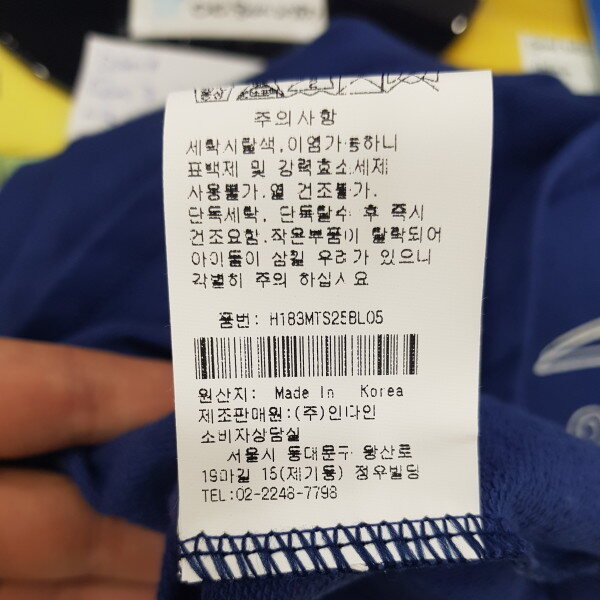 주의사항
세탁시탈색,이염가능하니
표백제 및 강력효소세제
사용불가.열 건조불가.
단독세탁, 단독탈수 후 즉시
건조요함.작은부품이 탈락되어
아이들이 삼킬 우려가 있으니
각별히 주의 하십시요
품번: H183MTS25BL05
원산지: Made In Korea
제조판매원:(주)인다인
소비자상담실
서울시 동대문구 왕산로
19마길 15(제기동) 정우빌딩
TEL:02-2248-7798